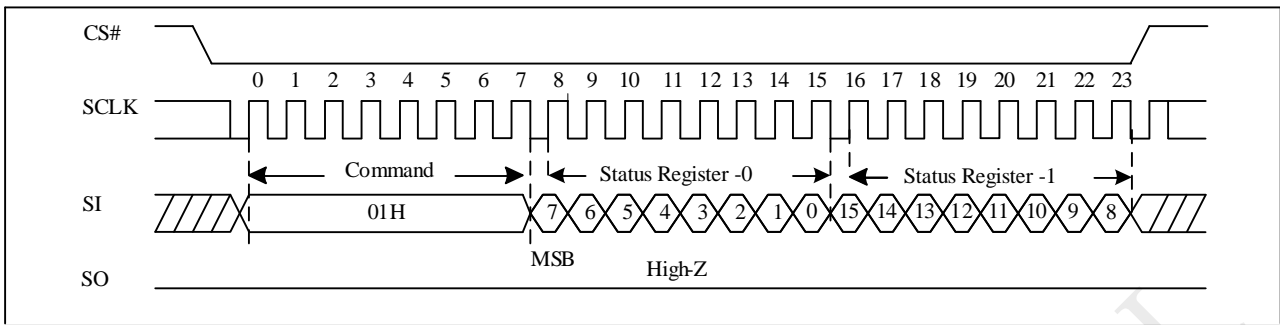 CS#
0 1 2 3 4 5 6 7 8 9 10 11 12 13 14 15 16 17 18 19 20 21 22 23
SCLK
Command Status Register -0 Status Register -1
SI 01H 7 6 5 4 3 2 1 0 15 14 13 12 11 10 9 8
MSB High-Z
SO